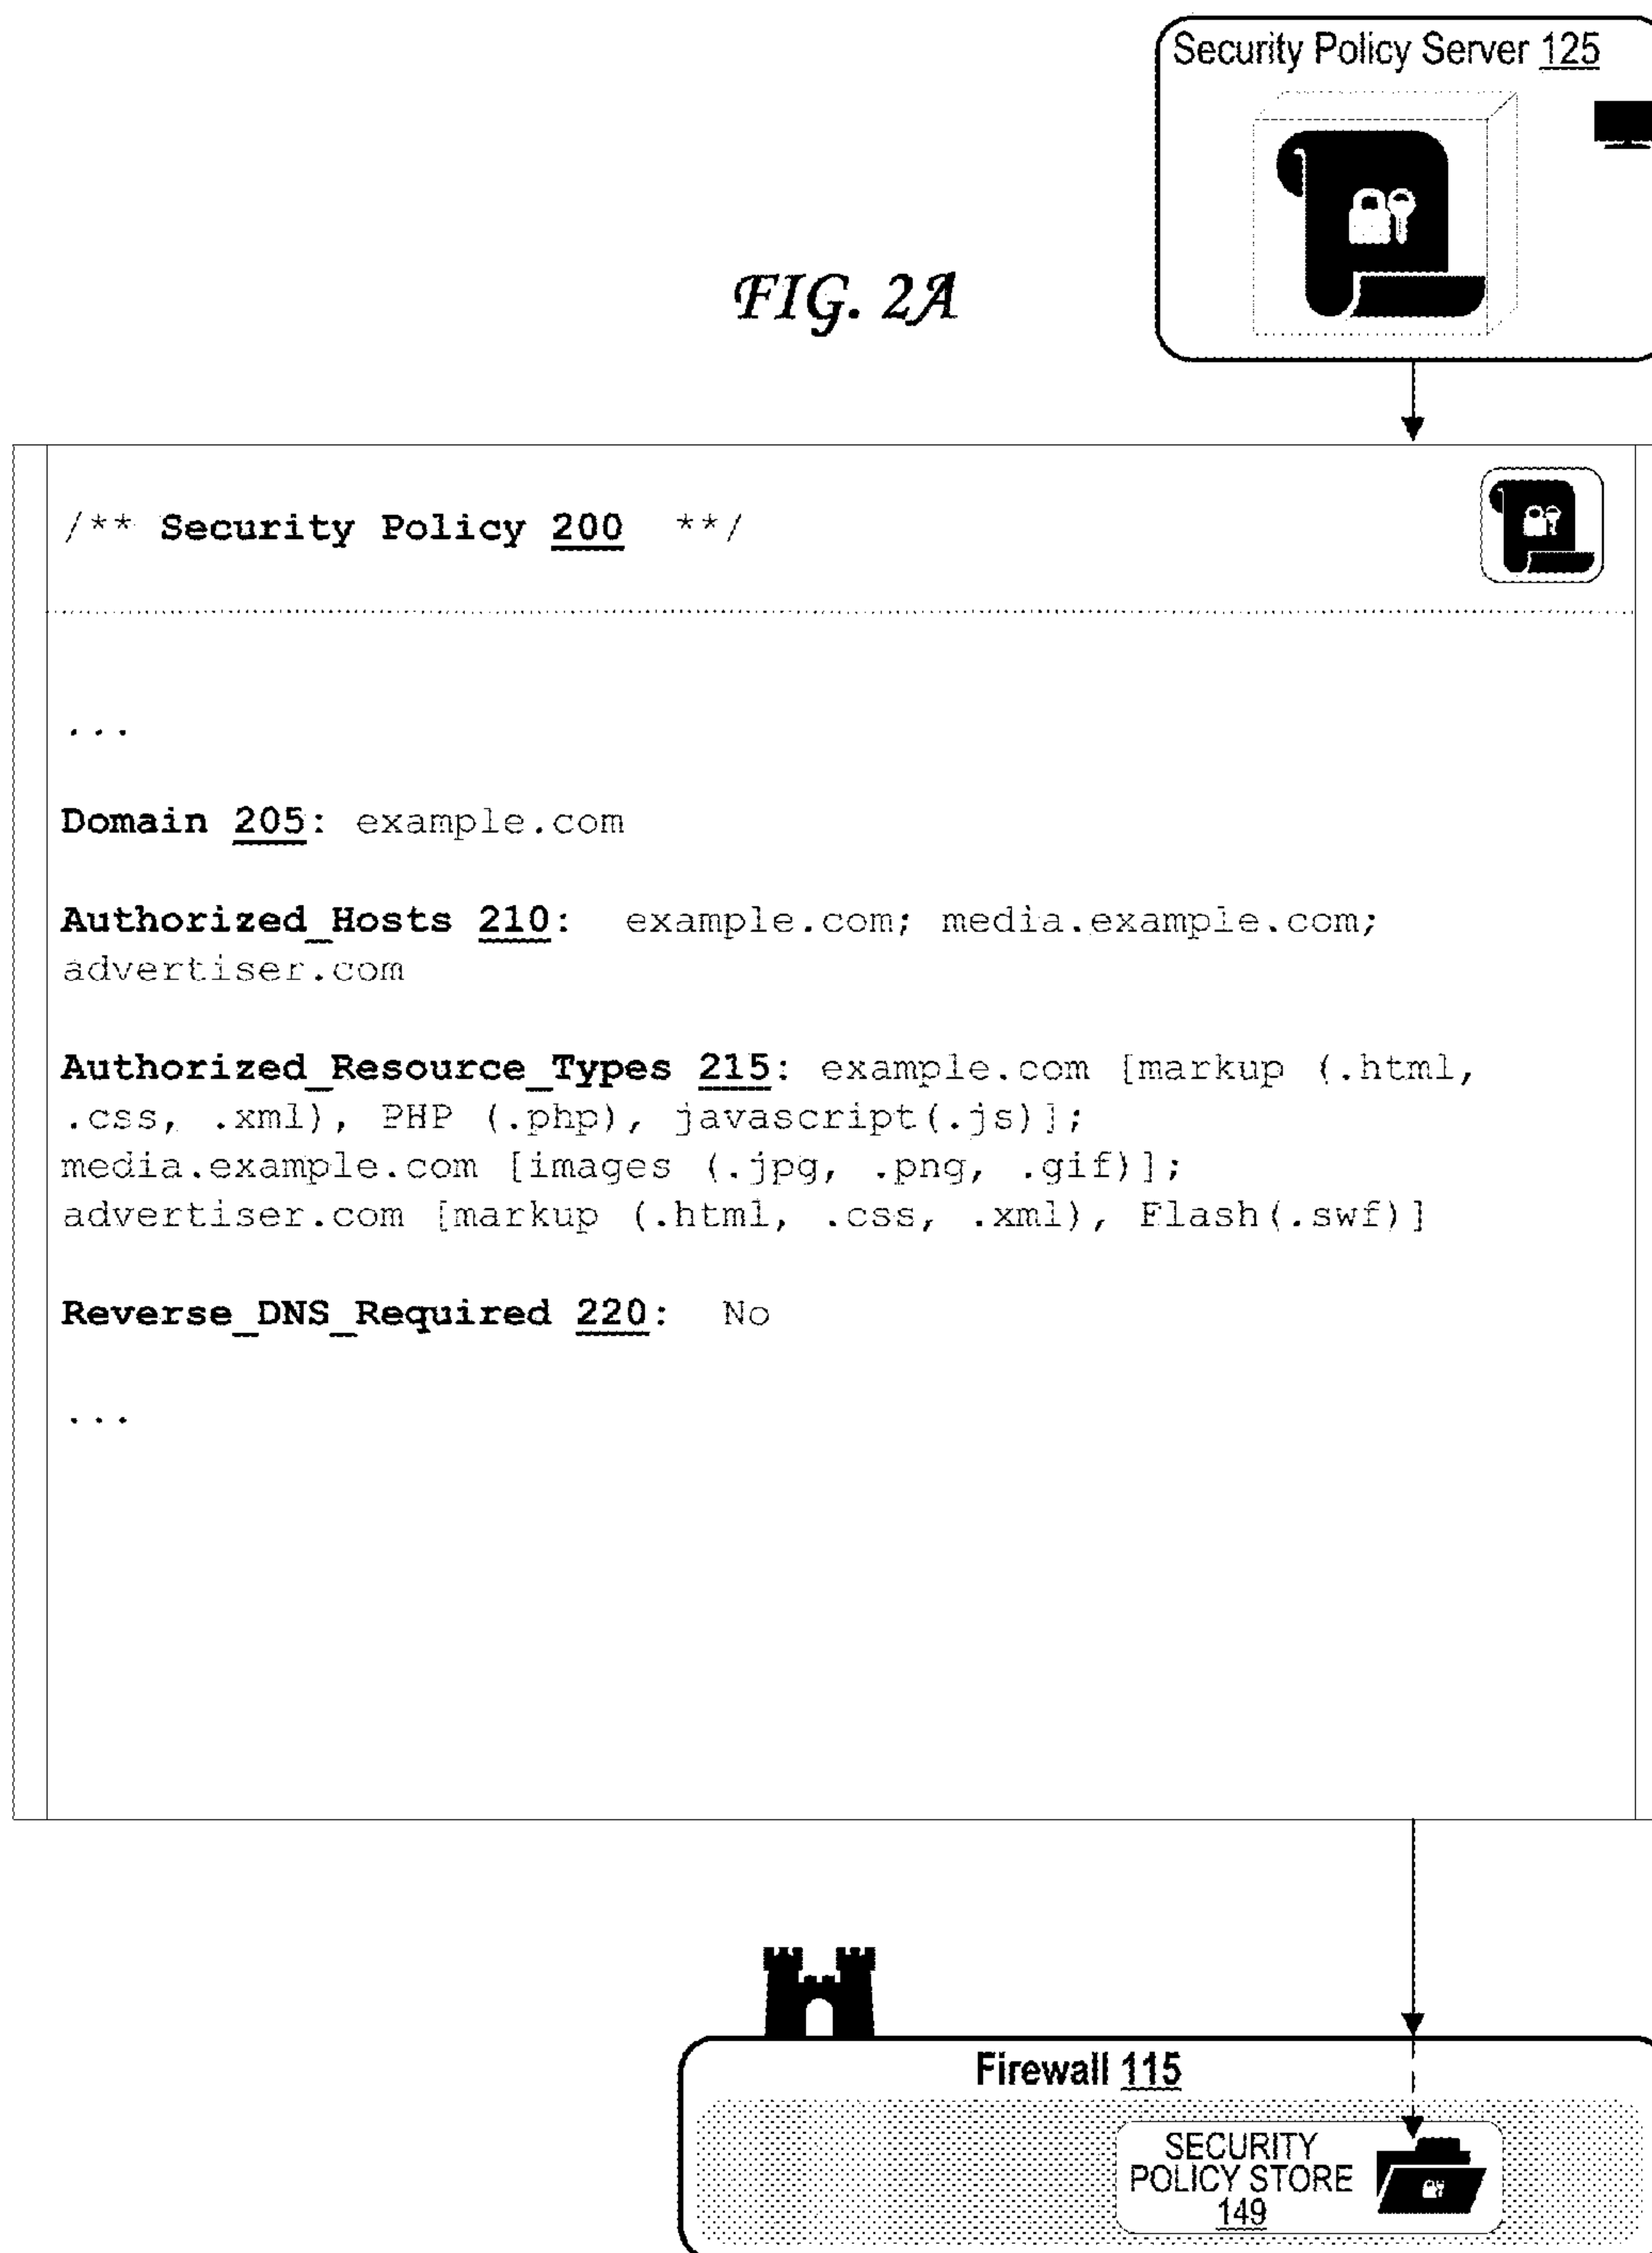 Security Policy Server 125
FIG. 2A
/** Security Policy 200 **/
...
Domain 205: example.com
Authorized_Hosts 210: example.com; media.example.com;
advertiser.com
Authorized_Resource_Types 215: example.com [markup (.html,
.css, .xml), PHP (.php), javascript(.js)];
media.example.com [images (.jpg, .png, .gif)];
advertiser.com [markup (.html, .css, .xml), Flash(.swf)]
Reverse_DNS_Required 220: No
...
Firewall 115
SECURITY
POLICY STORE
149